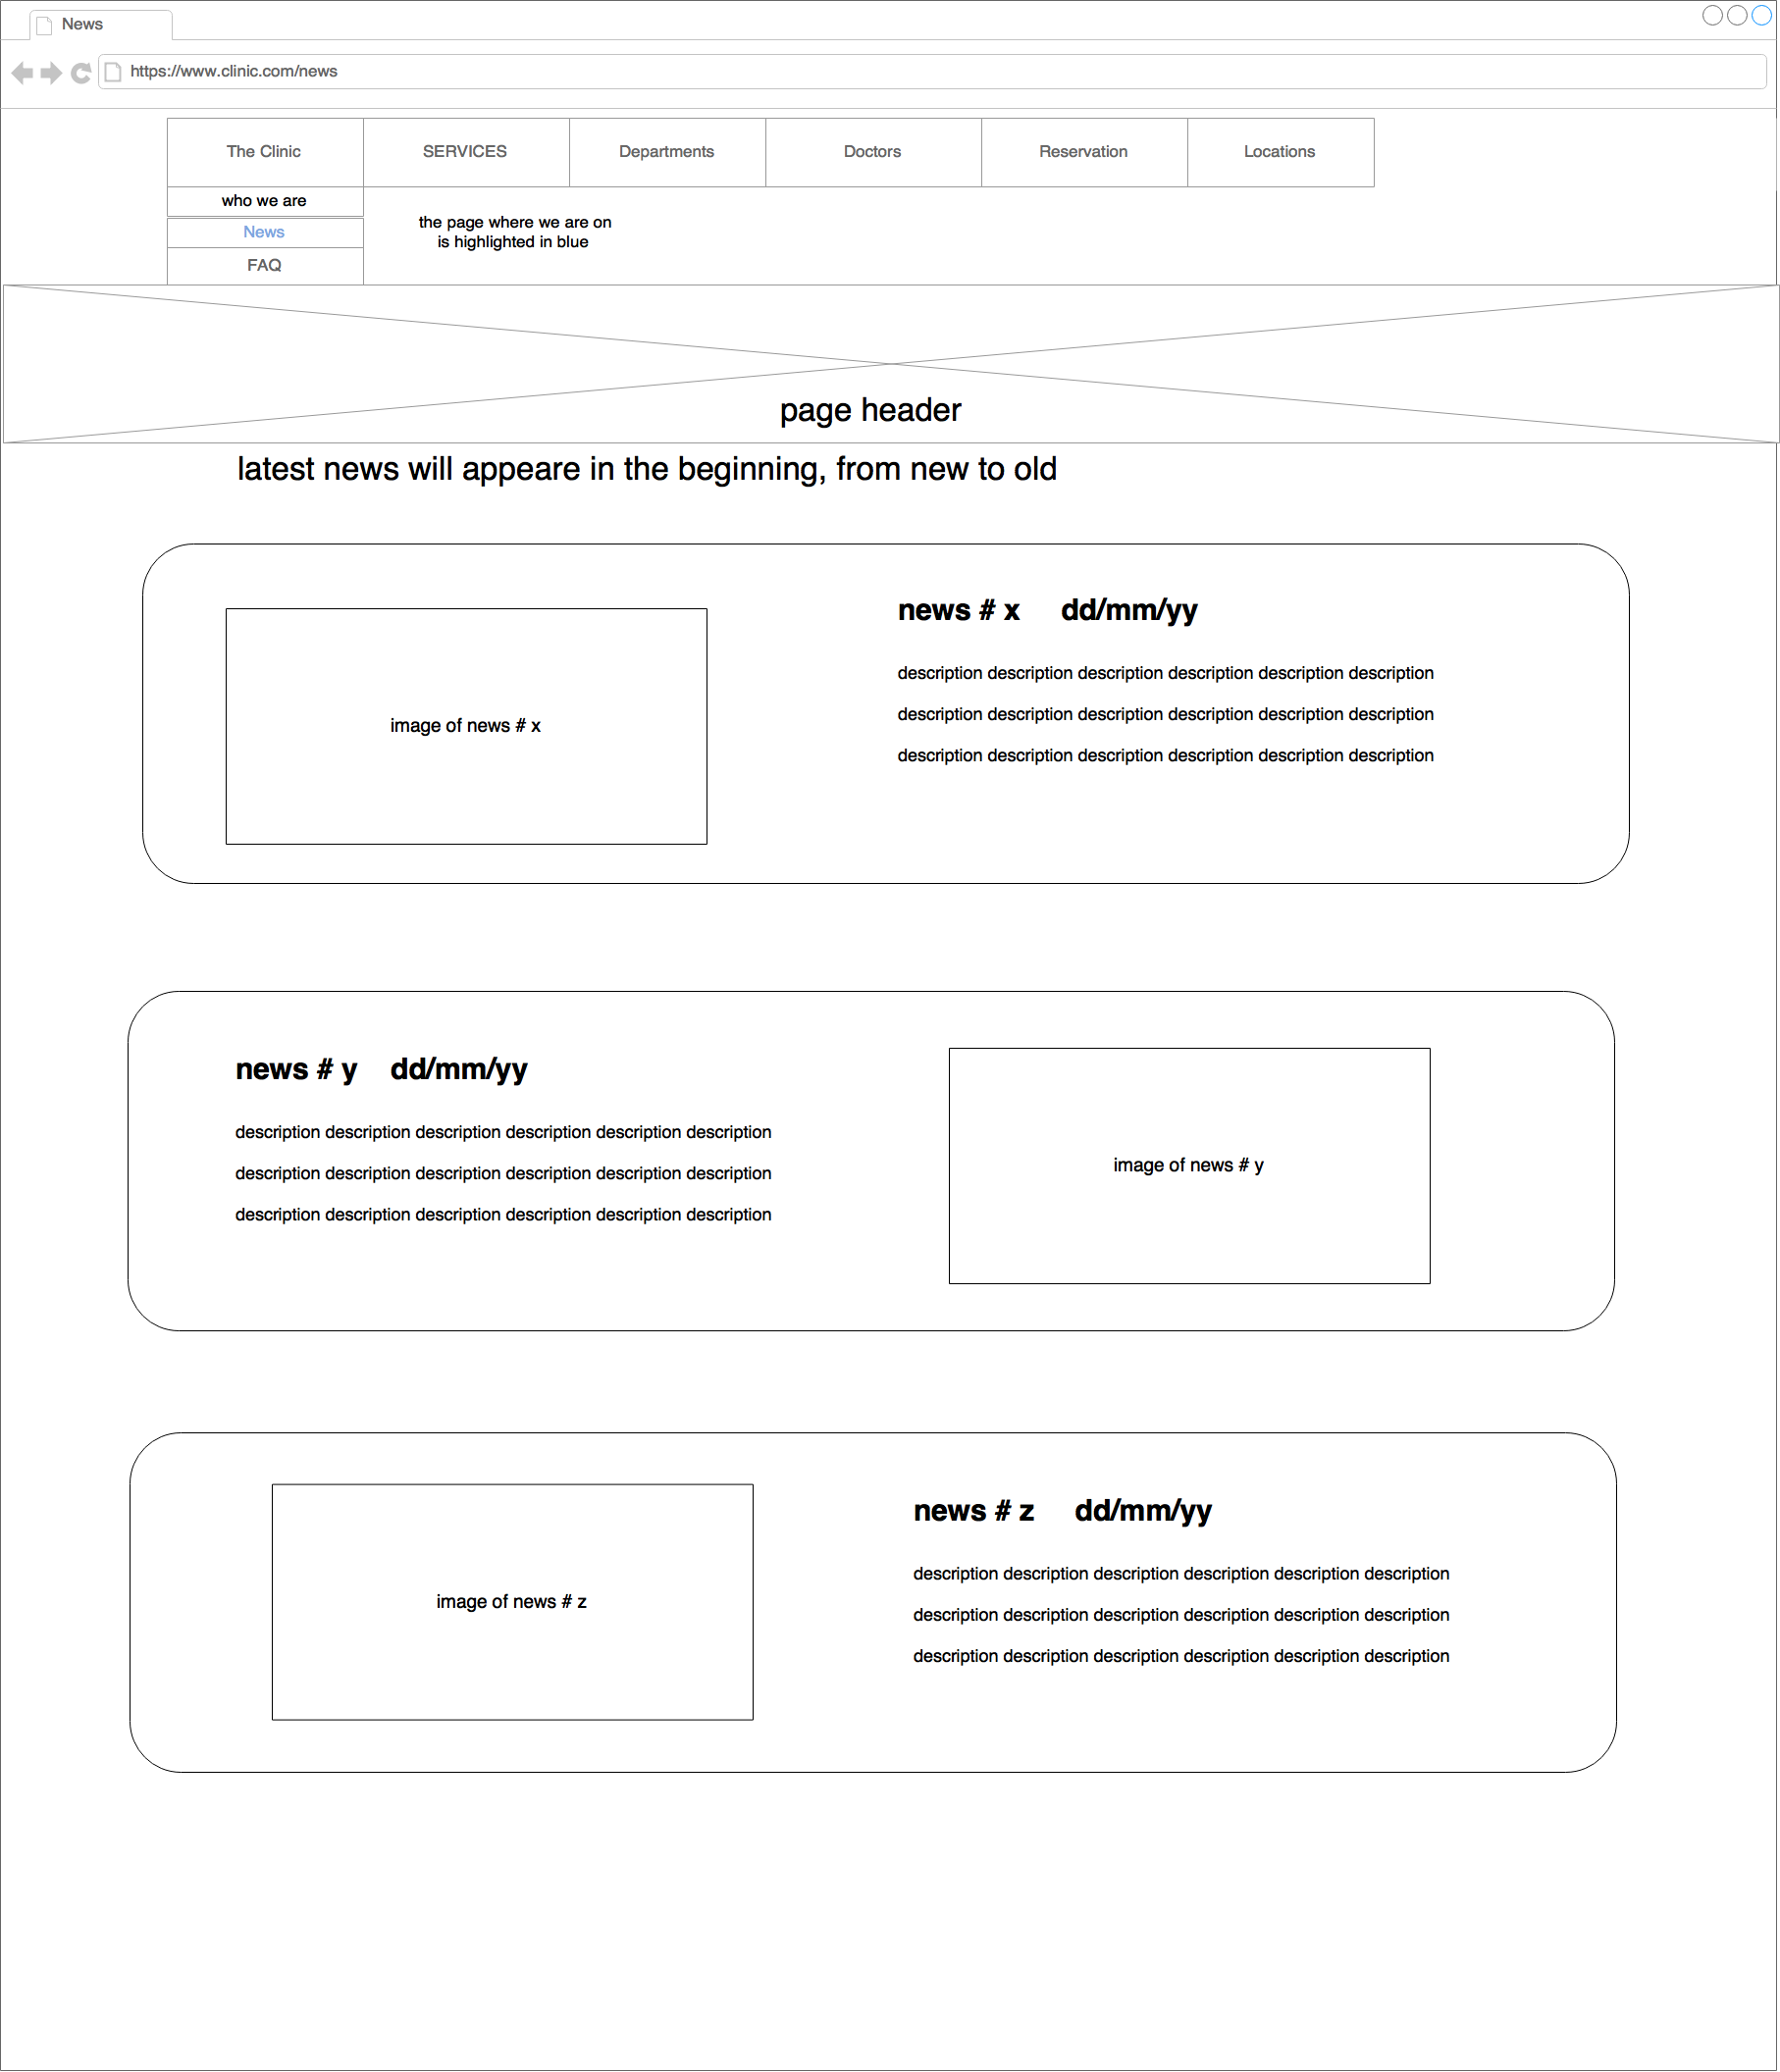 News
https://www.clinic.com/news
The Clinic
SERVICES
Departments
Doctors
Reservation
Locations
who we are
News
FAQ
the page where we are on
is highlighted in blue
page header
latest news will appeare in the beginning, from new to old
image of news # x
news # x dd/mm/yy
description description description description description description
description description description description description description
description description description description description description
news # y dd/mm/yy
description description description description description description
description description description description description description
description description description description description description
image of news # y
image of news # z
news # z dd/mm/yy
description description description description description description
description description description description description description
description description description description description description